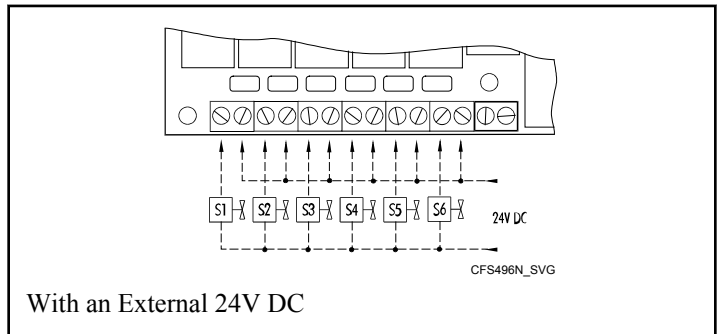 S1 S2 S3 S4 S5 S6
24V DC
CFS496N_SVG
With an External 24V DC